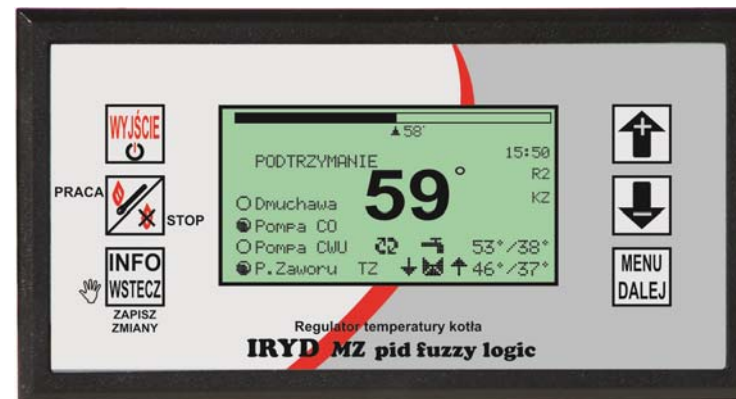 WYJŚCIE
PRACA
STOP
INFO
WSTECZ
ZAPISZ
ZMIANY
58°
PODTRZYMANIE
15:50
R2
KZ
59°
Dmuchawa
Pompa CO
Pompa CWU 53°/38°
P.Zaworu TZ 46°/37°
MENU
DALEJ
Regulator temperatury kotła
IRYD MZ pid fuzzy logic